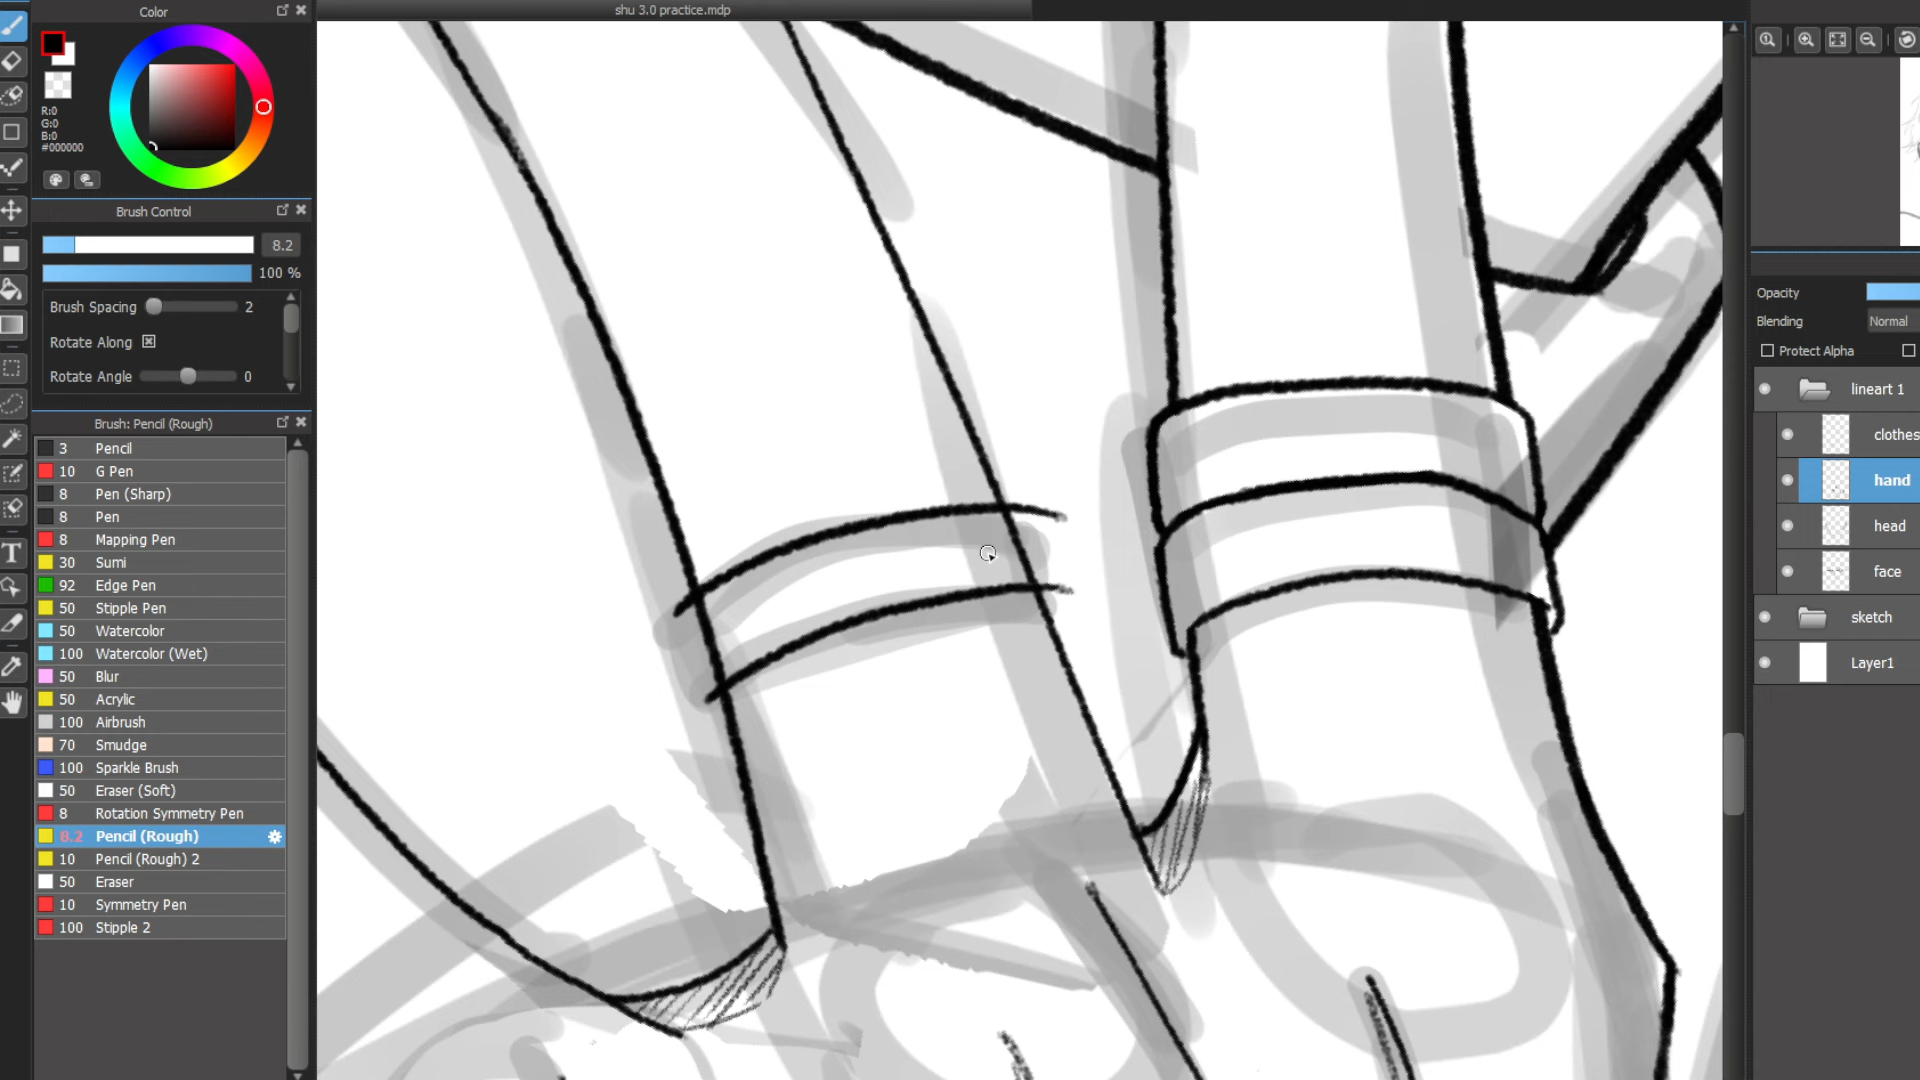 Color
shu 3.0 practice.mdp
R:0
G:0
B:0
#000000
Brush Control
8.2
100 %
Brush Spacing 2
Rotate Along
Rotate Angle 0
Brush: Pencil (Rough)
3 Pencil
10 G Pen
8 Pen (Sharp)
8 Pen
8 Mapping Pen
30 Sumi
92 Edge Pen
50 Stipple Pen
50 Watercolor
100 Watercolor (Wet)
50 Blur
50 Acrylic
100 Airbrush
70 Smudge
100 Sparkle Brush
50 Eraser (Soft)
8 Rotation Symmetry Pen
8.2 Pencil (Rough)
10 Pencil (Rough) 2
50 Eraser
10 Symmetry Pen
100 Stipple 2
Opacity
Blending Normal
Protect Alpha
lineart 1
clothes
hand
head
face
sketch
Layer1